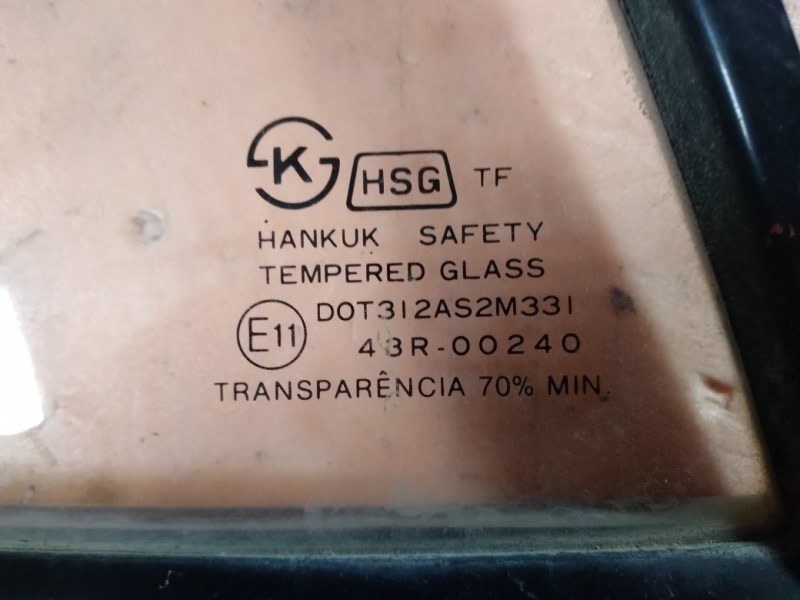 K HSG TF
HANKUK SAFETY
TEMPERED GLASS
E11 DOT312AS2M331
43R-00240
TRANSPARÊNCIA 70% MIN.